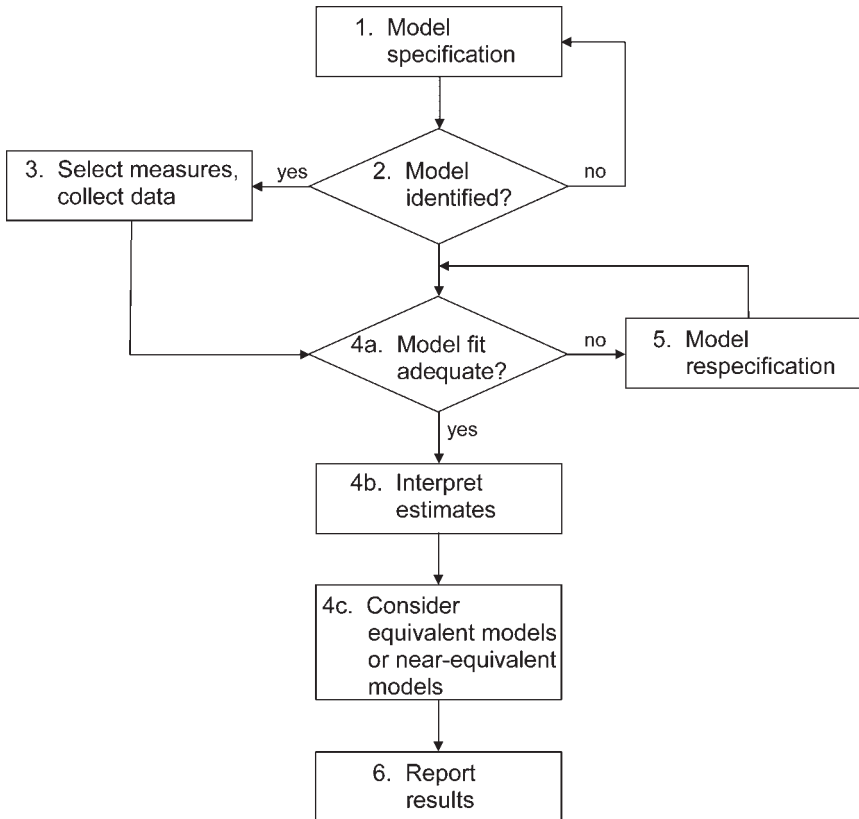 1. Model
specification
2. Model
identified?
yes
no
3. Select measures,
collect data
4a. Model fit
adequate?
no
yes
5. Model
respecification
4b. Interpret
estimates
4c. Consider
equivalent models
or near-equivalent
models
6. Report
results